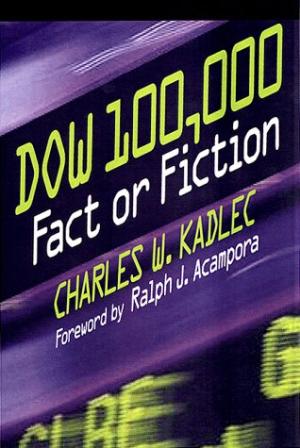 DOW 100,000
Fact or Fiction
CHARLES W. KADLEC
Foreword by Ralph J. Acampora